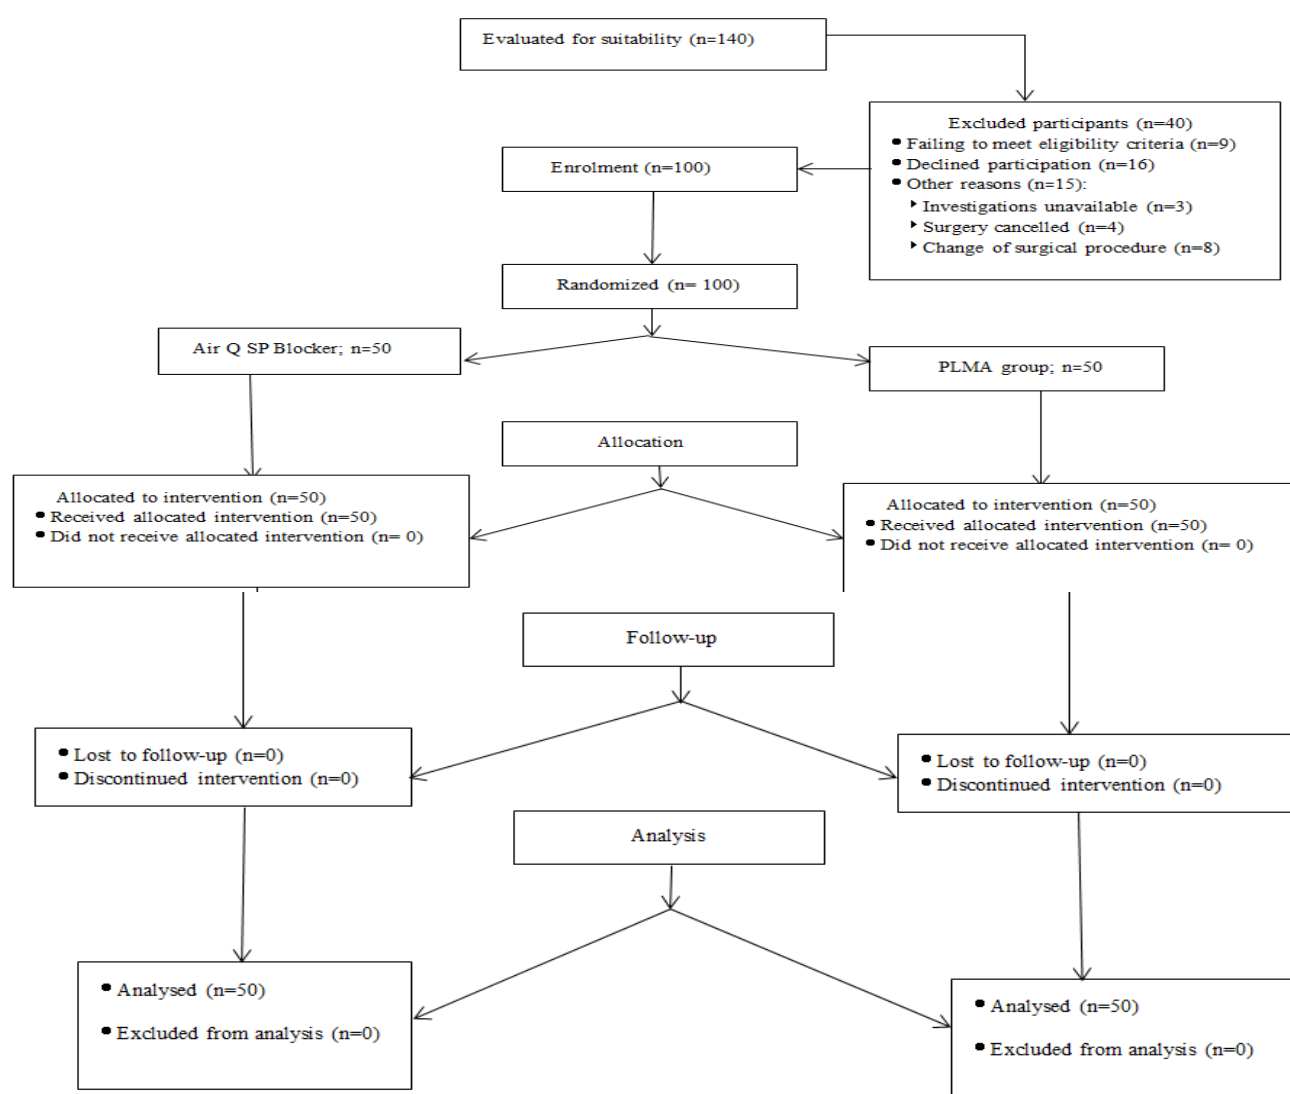 Evaluated for suitability (n=140)
Excluded participants (n=40)
• Failing to meet eligibility criteria (n=9)
• Declined participation (n=16)
• Other reasons (n=15):
‣ Investigations unavailable (n=3)
‣ Surgery cancelled (n=4)
‣ Change of surgical procedure (n=8)
Enrolment (n=100)
Randomized (n= 100)
Air Q SP Blocker; n=50
PLMA group; n=50
Allocation
Allocated to intervention (n=50)
• Received allocated intervention (n=50)
• Did not receive allocated intervention (n= 0)
Allocated to intervention (n=50)
• Received allocated intervention (n=50)
• Did not receive allocated intervention (n= 0)
Follow-up
• Lost to follow-up (n=0)
• Discontinued intervention (n=0)
• Lost to follow-up (n=0)
• Discontinued intervention (n=0)
Analysis
• Analysed (n=50)
• Excluded from analysis (n=0)
• Analysed (n=50)
• Excluded from analysis (n=0)